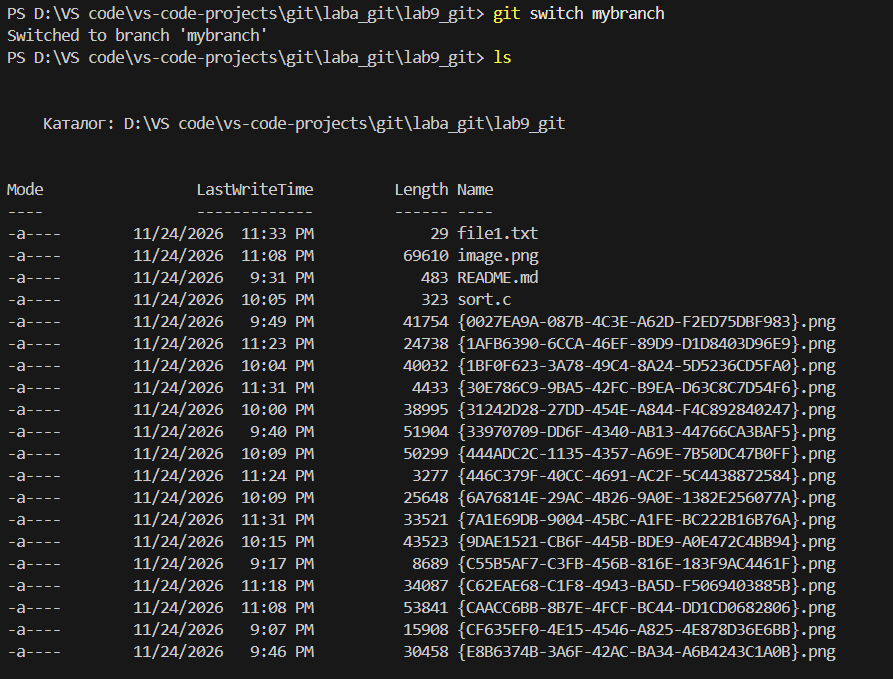 PS D:\VS code\vs-code-projects\git\laba_git\lab9_git> git switch mybranch
Switched to branch 'mybranch'
PS D:\VS code\vs-code-projects\git\laba_git\lab9_git> ls
Каталог: D:\VS code\vs-code-projects\git\laba_git\lab9_git
Mode LastWriteTime Length Name
---- ------------- ------ ----
-a---- 11/24/2026 11:33 PM 29 file1.txt
-a---- 11/24/2026 11:08 PM 69610 image.png
-a---- 11/24/2026 9:31 PM 483 README.md
-a---- 11/24/2026 10:05 PM 323 sort.c
-a---- 11/24/2026 9:49 PM 41754 {0027EA9A-087B-4C3E-A62D-F2ED75DBF983}.png
-a---- 11/24/2026 11:23 PM 24738 {1AFB6390-6CCA-46EF-89D9-D1D8403D96E9}.png
-a---- 11/24/2026 10:04 PM 40032 {1BF0F623-3A78-49C4-8A24-5D5236CD5FA0}.png
-a---- 11/24/2026 11:31 PM 4433 {30E786C9-9BA5-42FC-B9EA-D63C8C7D54F6}.png
-a---- 11/24/2026 10:00 PM 38995 {31242D28-27DD-454E-A844-F4C892840247}.png
-a---- 11/24/2026 9:40 PM 51904 {33970709-DD6F-4340-AB13-44766CA3BAF5}.png
-a---- 11/24/2026 10:09 PM 50299 {444ADC2C-1135-4357-A69E-7B50DC47B0FF}.png
-a---- 11/24/2026 11:24 PM 3277 {446C379F-40CC-4691-AC2F-5C4438872584}.png
-a---- 11/24/2026 10:09 PM 25648 {6A76814E-29AC-4B26-9A0E-1382E256077A}.png
-a---- 11/24/2026 11:31 PM 33521 {7A1E69DB-9004-45BC-A1FE-BC222B16B76A}.png
-a---- 11/24/2026 10:15 PM 43523 {9DAE1521-CB6F-445B-BDE9-A0E472C4BB94}.png
-a---- 11/24/2026 9:17 PM 8689 {C55B5AF7-C3FB-456B-816E-183F9AC4461F}.png
-a---- 11/24/2026 11:18 PM 34087 {C62EAE68-C1F8-4943-BA5D-F5069403885B}.png
-a---- 11/24/2026 11:08 PM 53841 {CAACC6BB-8B7E-4FCF-BC44-DD1CD0682806}.png
-a---- 11/24/2026 9:07 PM 15908 {CF635EF0-4E15-4546-A825-4E878D36E6BB}.png
-a---- 11/24/2026 9:46 PM 30458 {E8B6374B-3A6F-42AC-BA34-A6B4243C1A0B}.png